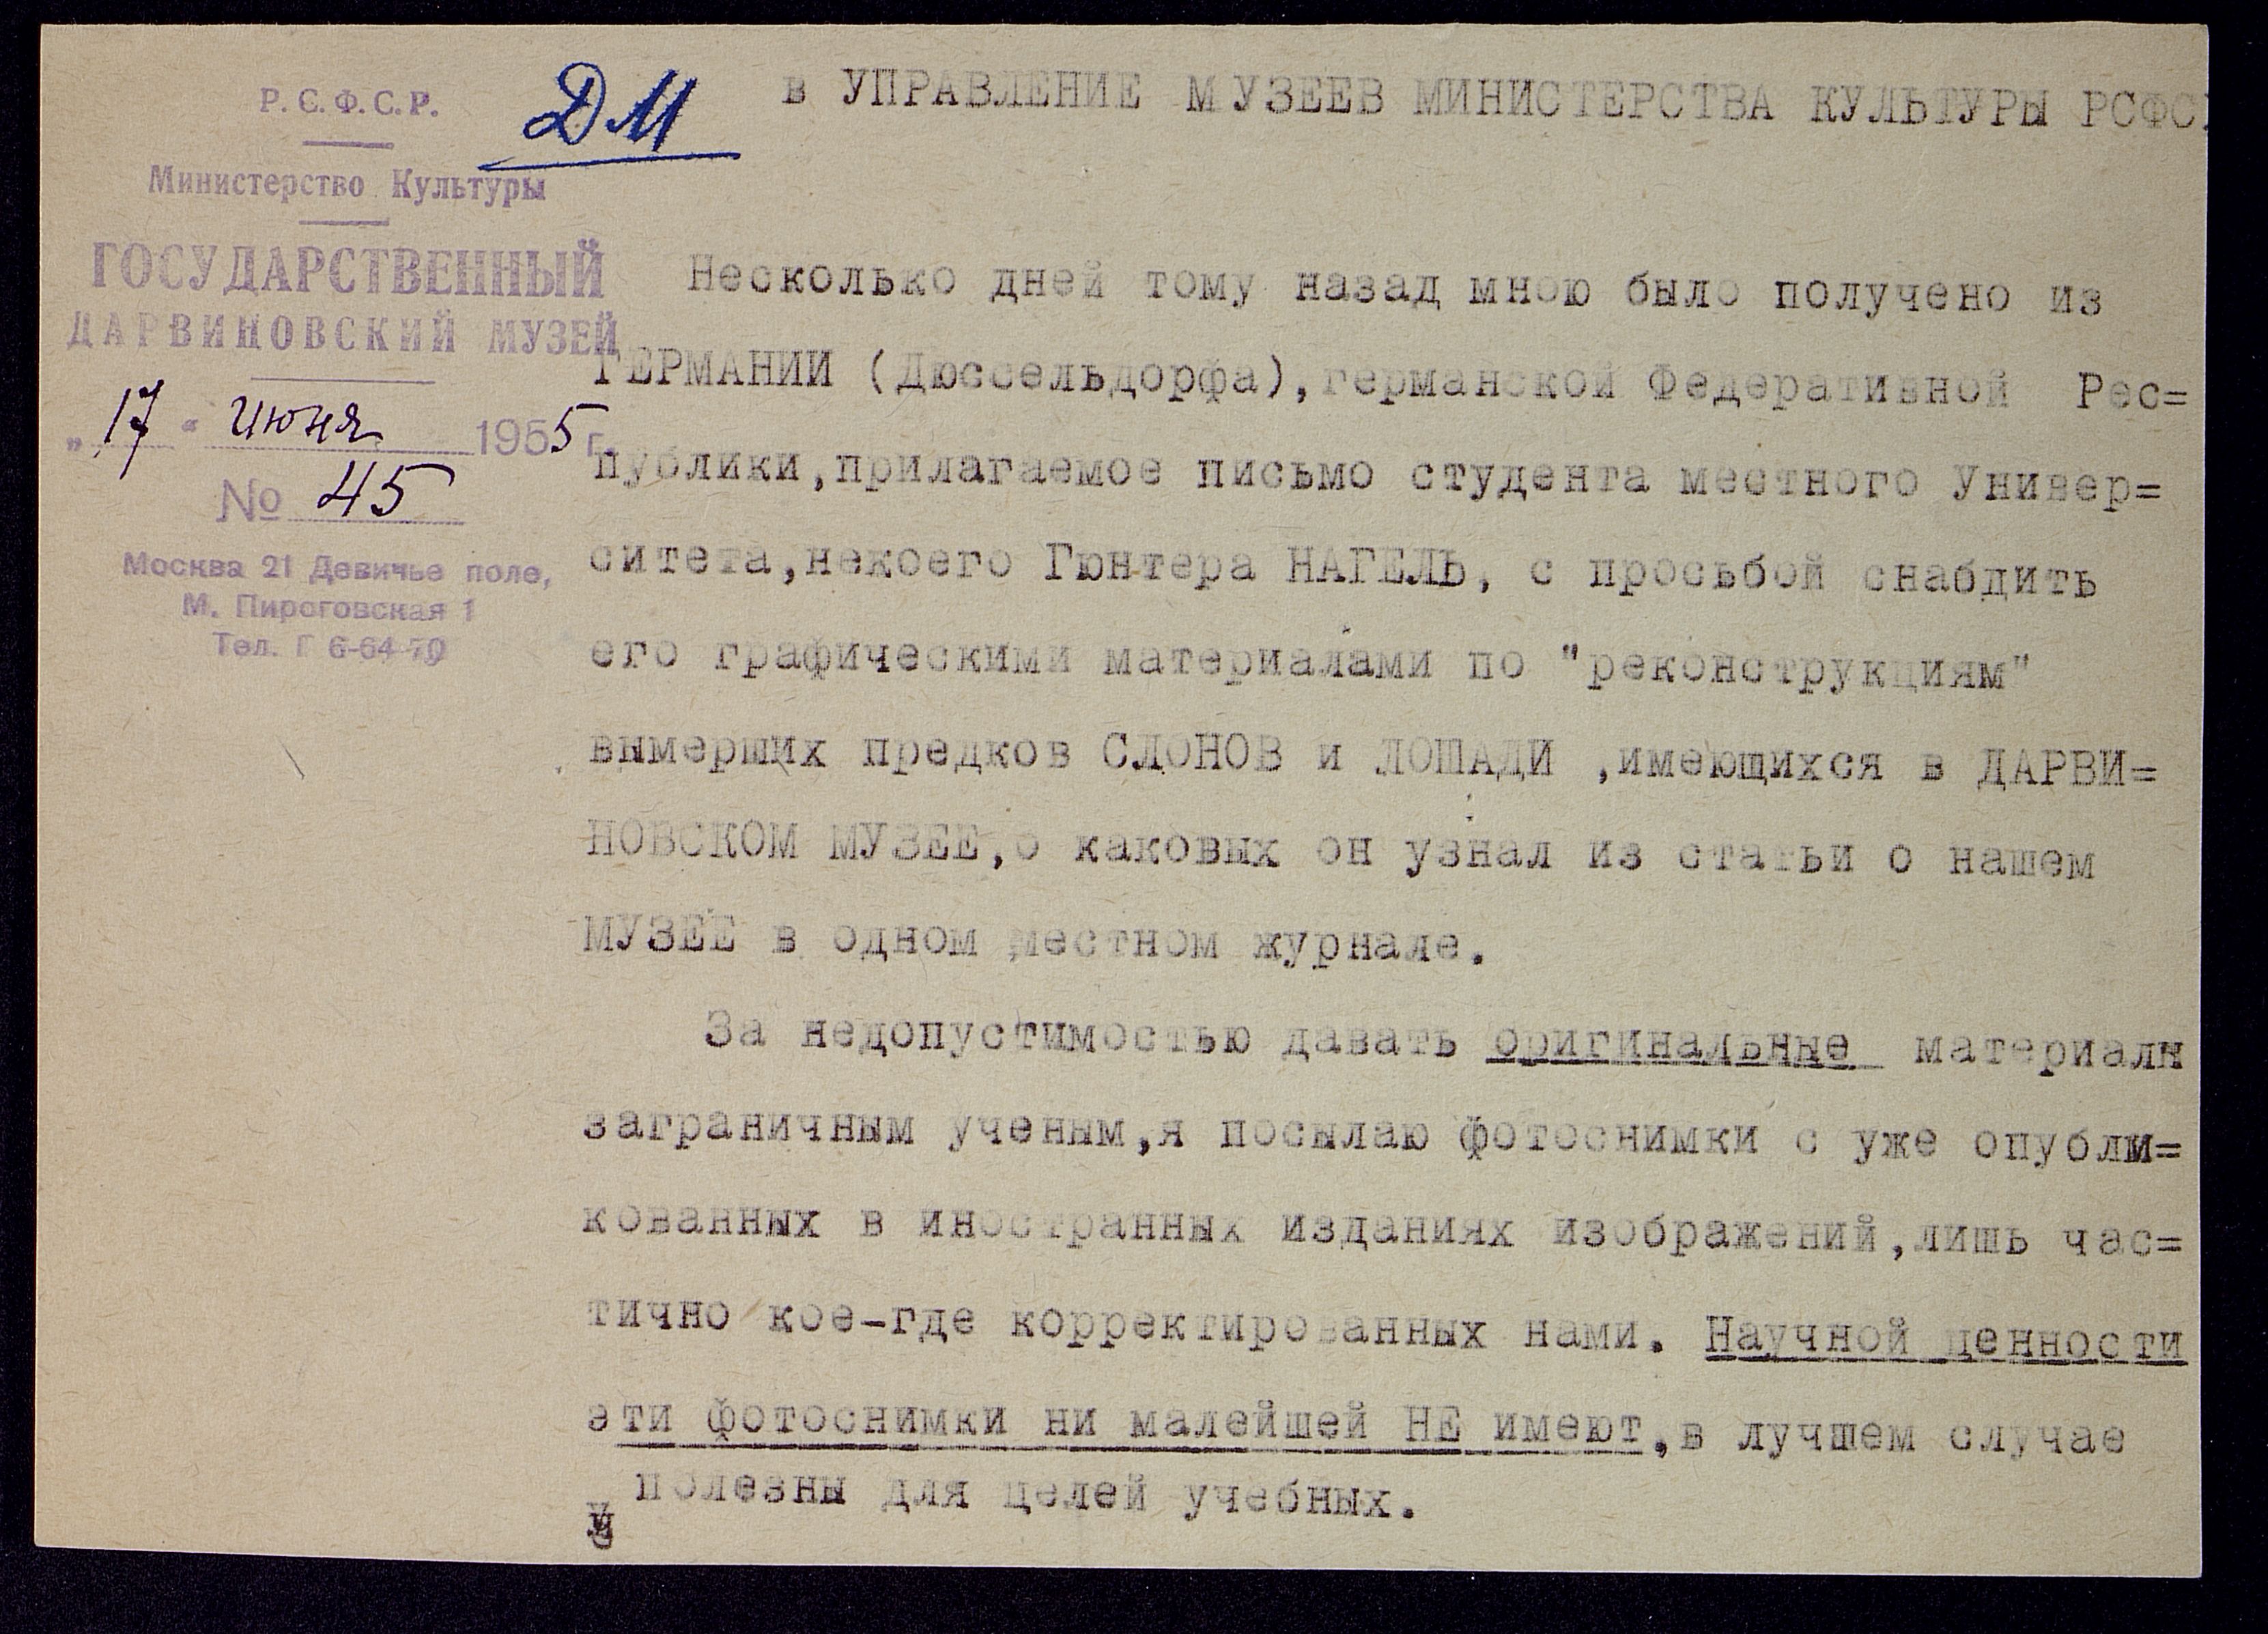 Р.С.Ф.С.Р.
Министерство Культуры
ГОСУДАРСТВЕННЫЙ
ДАРВИНОВСКИЙ МУЗЕЙ
„ 17 " июня 1955 г.
№ 45
Москва 21 Девичье поле,
М. Пироговская 1
Тел. Г 6-64-70
ДМ
в УПРАВЛЕНИЕ МУЗЕЕВ МИНИСТЕРСТВА КУЛЬТУРЫ РСФС
Несколько дней тому назад мною было получено из
ГЕРМАНИИ (Дюссельдорфа),германской Федеративной Рес=
публики,прилагаемое письмо студента местного Универ=
ситета,некоего Гюнтера НАГЕЛЬ, с просьбой снабдить
его графическими материалами по "реконструкциям"
вымерших предков СЛОНОВ и ЛОШАДИ ,имеющихся в ДАРВИ=
НОВСКОМ МУЗЕЕ,о каковых он узнал из статьи о нашем
МУЗЕЕ в одном местном журнале.
За недопустимостью давать оригинальные материалы
заграничным ученым,я посылаю фотоснимки с уже опубли=
кованных в иностранных изданиях изображений,лишь час=
тично кое-где корректированных нами. Научной ценности
эти фотоснимки ни малейшей НЕ имеют,в лучшем случае
полезны для целей учебных.